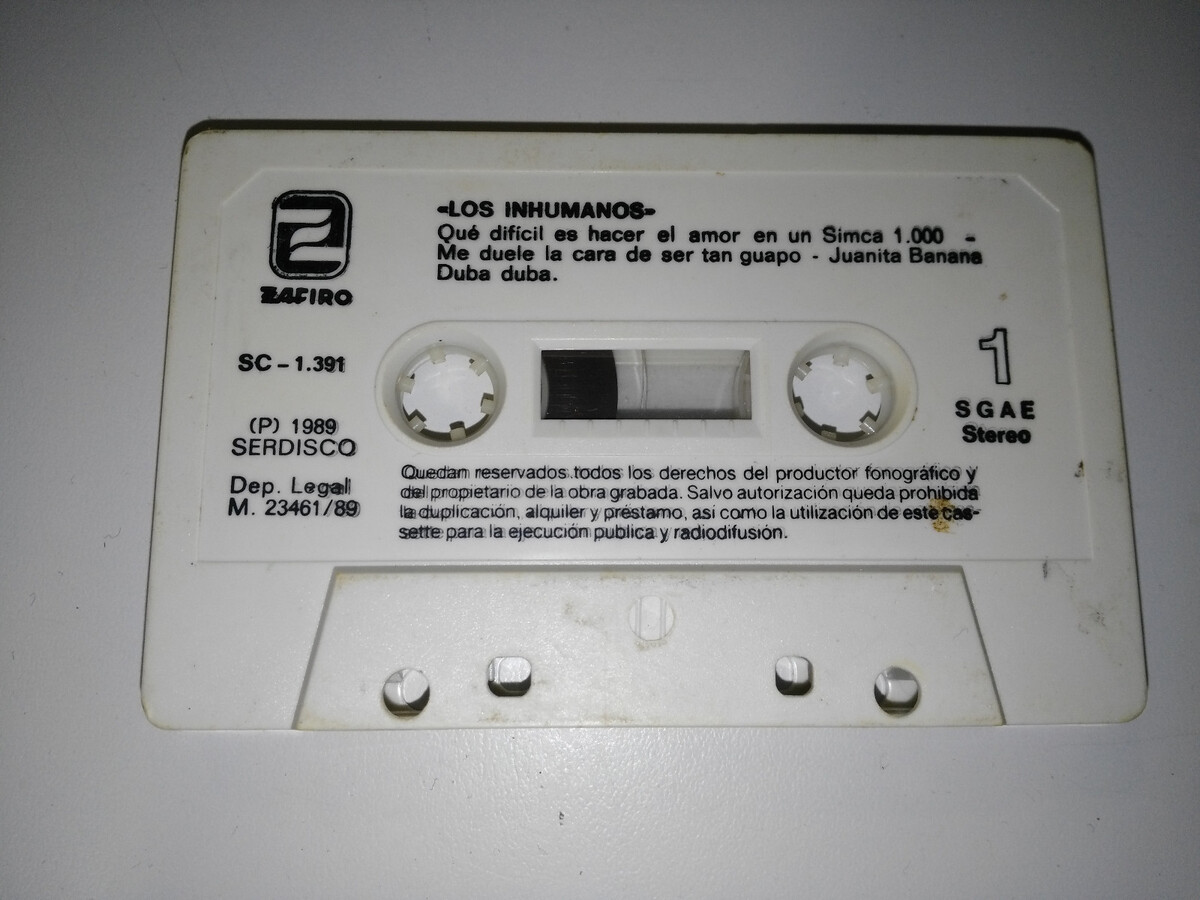 ZAFIRO
«LOS INHUMANOS»
Qué difícil es hacer el amor en un Simca 1.000 -
Me duele la cara de ser tan guapo - Juanita Banana
Duba duba.
SC - 1.391
(P) 1989
SERDISCO
Dep. Legal
M. 23461/89
1
SGAE
Stereo
Quedan reservados todos los derechos del productor fonográfico y
del propietario de la obra grabada. Salvo autorización queda prohibida
la duplicación, alquiler y préstamo, asi como la utilización de este cas-
sette para la ejecución publica y radiodifusión.